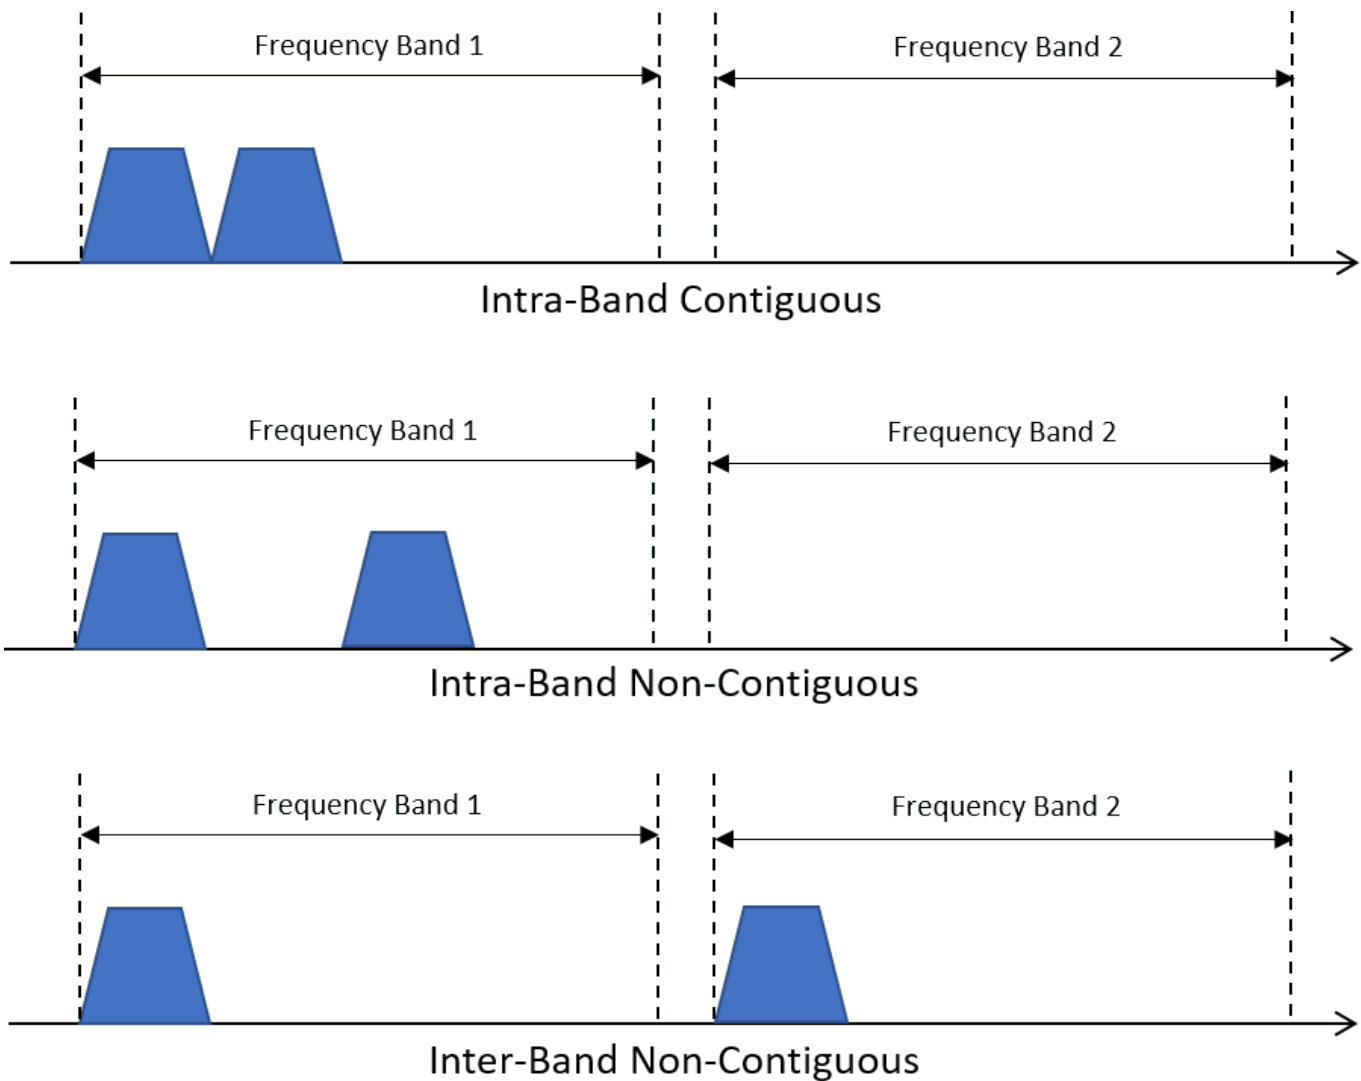 Frequency Band 1
Frequency Band 2
Intra-Band Contiguous
Frequency Band 1
Frequency Band 2
Intra-Band Non-Contiguous
Frequency Band 1
Frequency Band 2
Inter-Band Non-Contiguous